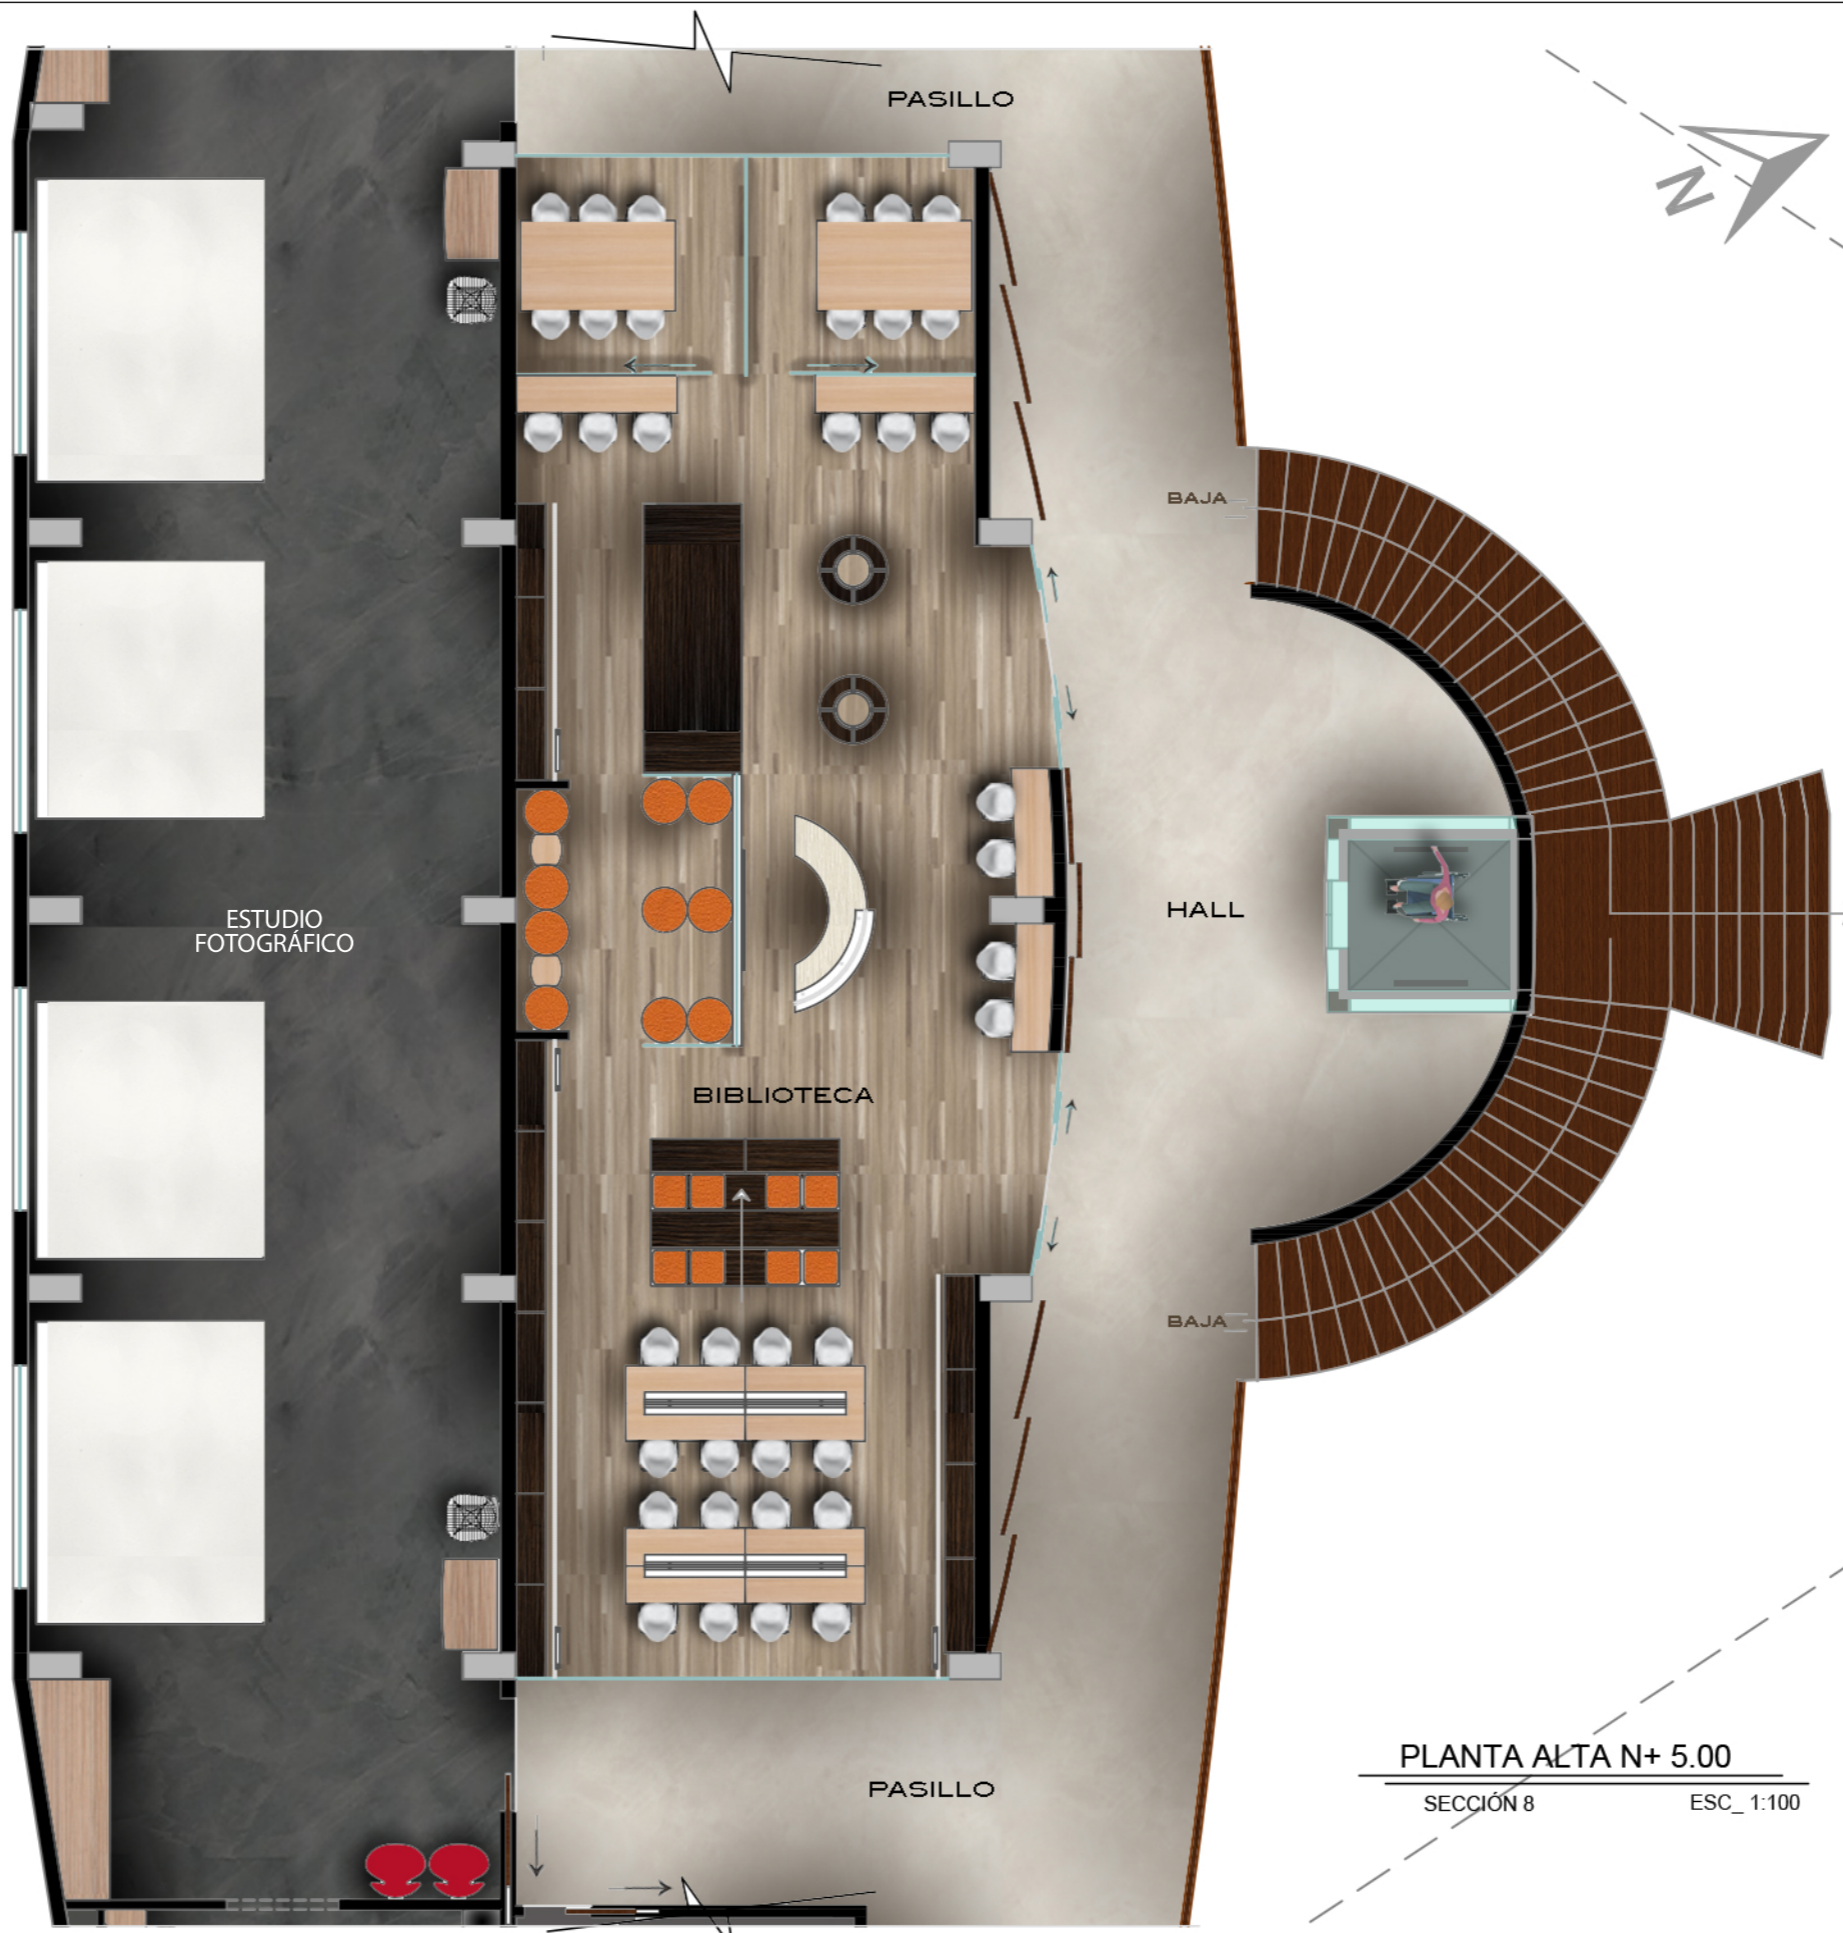 PASILLO
N
BAJA
ESTUDIO
FOTOGRÁFICO
HALL
BIBLIOTECA
BAJA
PASILLO
PLANTA ALTA N+ 5.00
SECCIÓN 8 ESC_ 1:100